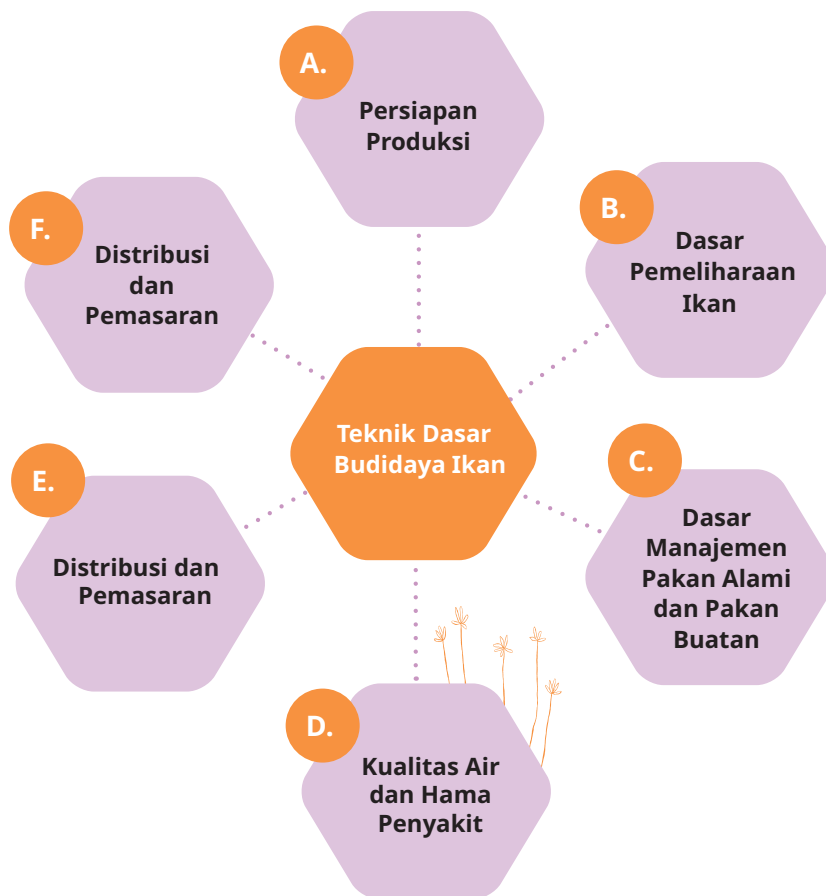 A.
Persiapan
Produksi
B.
Dasar
Pemeliharaan
Ikan
C.
Dasar
Manajemen
Pakan Alami
dan Pakan
Buatan
D.
Kualitas Air
dan Hama
Penyakit
E.
Distribusi dan
Pemasaran
F.
Distribusi
dan
Pemasaran
Teknik Dasar
Budidaya Ikan